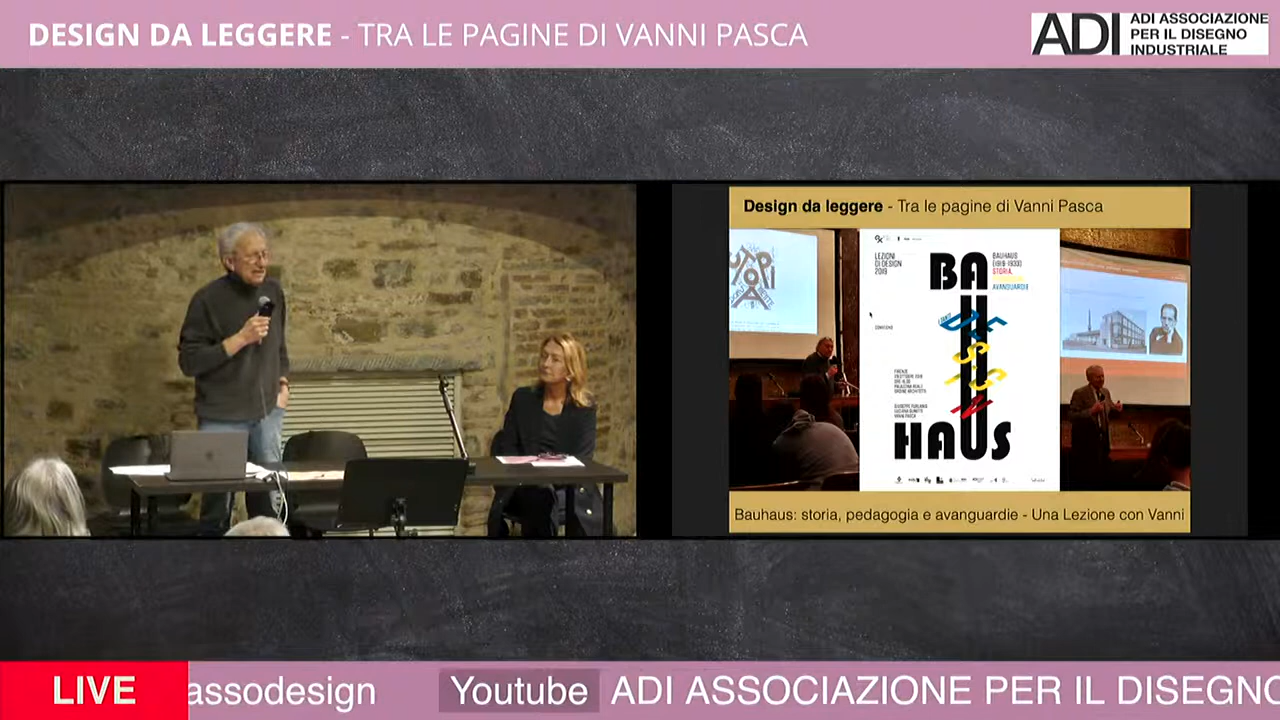 DESIGN DA LEGGERE - TRA LE PAGINE DI VANNI PASCA
ADI
ADI ASSOCIAZIONE
PER IL DISEGNO
INDUSTRIALE
Design da leggere - Tra le pagine di Vanni Pasca
LEZIONI
DI DESIGN
2019
BA
BAUHAUS
(1919-1933)
STORIA,
AVANGUARDIE
HAUS
Bauhaus: storia, pedagogia e avanguardie - Una Lezione con Vanni
LIVE
assodesign
Youtube
ADI ASSOCIAZIONE PER IL DISEGNO